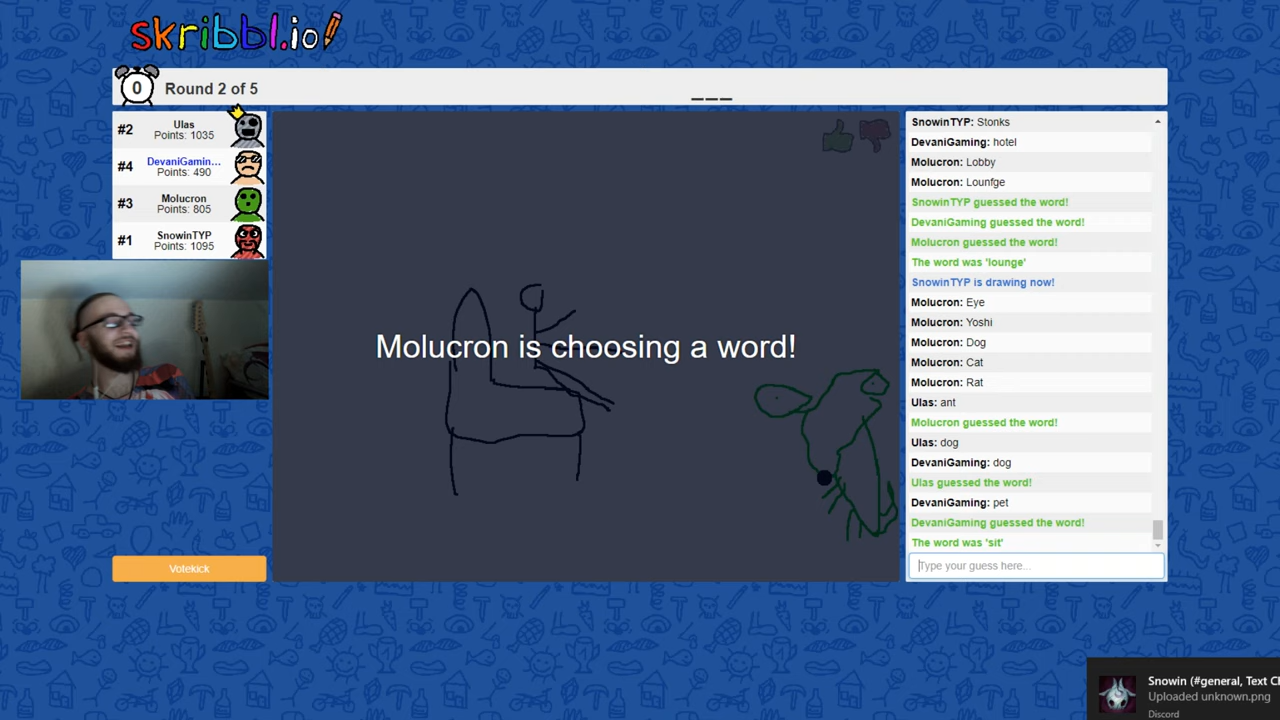 skribbl.io!
0
Round 2 of 5
___
#2
Ulas
Points: 1035
#4
DevaniGamin...
Points: 490
#3
Molucron
Points: 805
#1
SnowinTYP
Points: 1095
Votekick
Molucron is choosing a word!
SnowinTYP: Stonks
DevaniGaming: hotel
Molucron: Lobby
Molucron: Lounfge
SnowinTYP guessed the word!
DevaniGaming guessed the word!
Molucron guessed the word!
The word was 'lounge'
SnowinTYP is drawing now!
Molucron: Eye
Molucron: Yoshi
Molucron: Dog
Molucron: Cat
Molucron: Rat
Ulas: ant
Molucron guessed the word!
Ulas: dog
DevaniGaming: dog
Ulas guessed the word!
DevaniGaming: pet
DevaniGaming guessed the word!
The word was 'sit'
Type your guess here...
Snowin (#general, Text C
Uploaded unknown.png
Discord